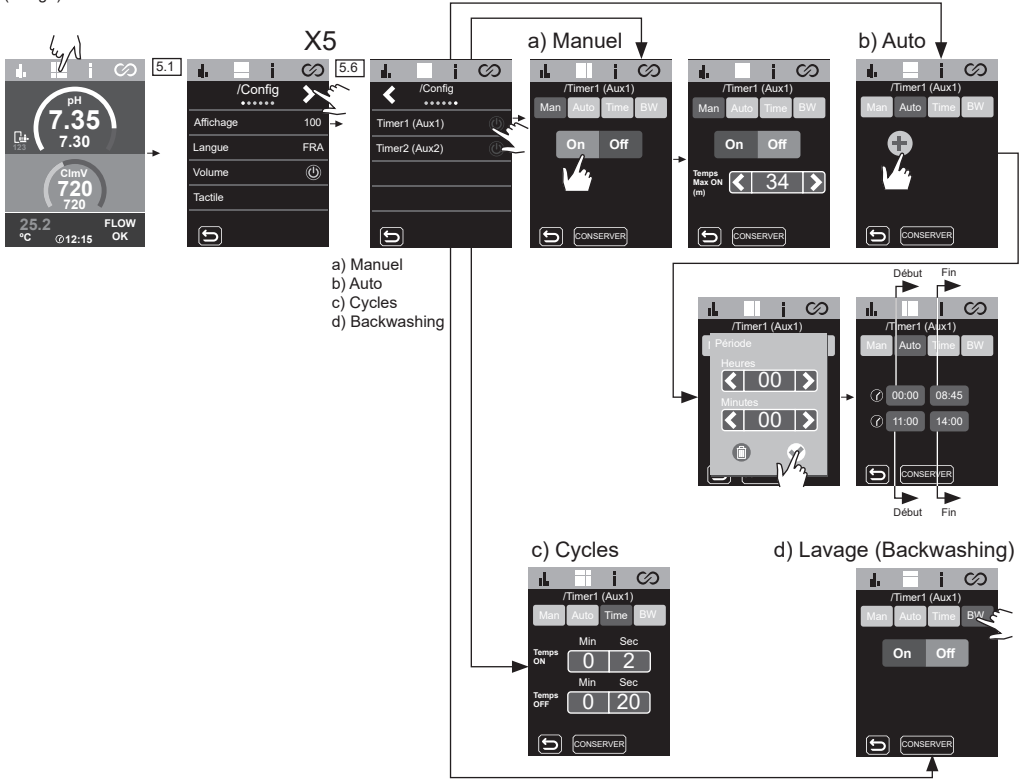 X5
a) Manuel
b) Auto
5.1
5.6
pH
7.35
7.30
123
ClmV
720
720
25.2
ºC
12:15
FLOW
OK
/Config
Affichage 100
Langue FRA
Volume
Tactile
/Config
Timer1 (Aux1)
Timer2 (Aux2)
/Timer1 (Aux1)
Man Auto Time BW
On Off
CONSERVER
/Timer1 (Aux1)
Man Auto Time BW
On Off
Temps
Max ON
(m)
34
CONSERVER
/Timer1 (Aux1)
Man Auto Time BW
CONSERVER
a) Manuel
b) Auto
c) Cycles
d) Backwashing
/Timer1 (Aux1)
Période
Heures
00
Minutes
00
Début Fin
/Timer1 (Aux1)
Man Auto Time BW
00:00 08:45
11:00 14:00
CONSERVER
Début Fin
c) Cycles
/Timer1 (Aux1)
Man Auto Time BW
Min Sec
Temps
ON
0 2
Min Sec
Temps
OFF
0 20
CONSERVER
d) Lavage (Backwashing)
/Timer1 (Aux1)
Man Auto Time BW
On Off
CONSERVER